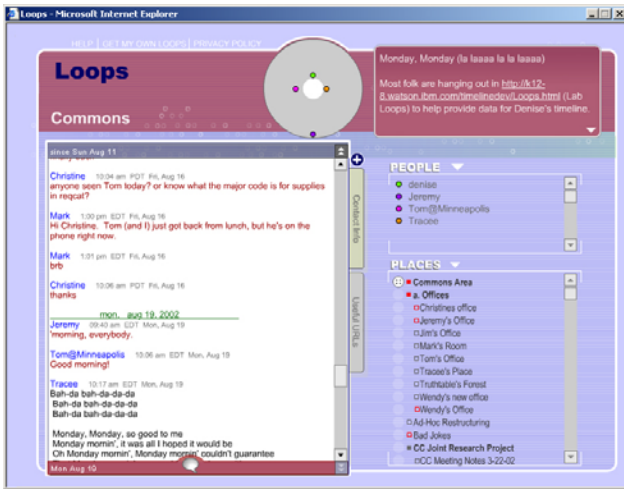 Loops - Microsoft Internet Explorer
HELP | GET MY OWN LOOPS | PRIVACY POLICY
Loops
Commons
Monday, Monday (la laaaa la la laaaa)
Most folk are hanging out in http://k12-
8.watson.ibm.com/timelinedev/Loops.html (Lab
Loops) to help provide data for Denise's timeline.
since Sun Aug 11
Christine 10:04 am PDT Fri, Aug 16
anyone seen Tom today? or know what the major code is for supplies
in reqcat?
Mark 1:00 pm EDT Fri, Aug 16
Hi Christine. Tom (and I) just got back from lunch, but he's on the
phone right now.
Mark 1:01 pm EDT Fri, Aug 16
brb
Christine 10:06 am PDT Fri, Aug 16
thanks
mon, aug 19, 2002
Jeremy 09:40 am EDT Mon, Aug 19
'morning, everybody.
Tom@Minneapolis 10:06 am EDT Mon, Aug 19
Good morning!
Tracee 10:17 am EDT Mon, Aug 19
Bah-da bah-da-da-da
Bah-da bah-da-da-da
Bah-da bah-da-da-da
Monday, Monday, so good to me
Monday mornin', it was all I hoped it would be
Oh Monday mornin', Monday mornin' couldn't guarantee
Mon Aug 19
Contact Info
Useful URLs
PEOPLE
denise
Jeremy
Tom@Minneapolis
Tracee
PLACES
Commons Area
a. Offices
Christines office
Jeremy's Office
Jim's Office
Mark's Room
Tom's Office
Tracee's Place
Truthtable's Forest
Wendy's new office
Wendy's Office
Ad-Hoc Restructuring
Bad Jokes
CC Joint Research Project
CC Meeting Notes 3-22-02